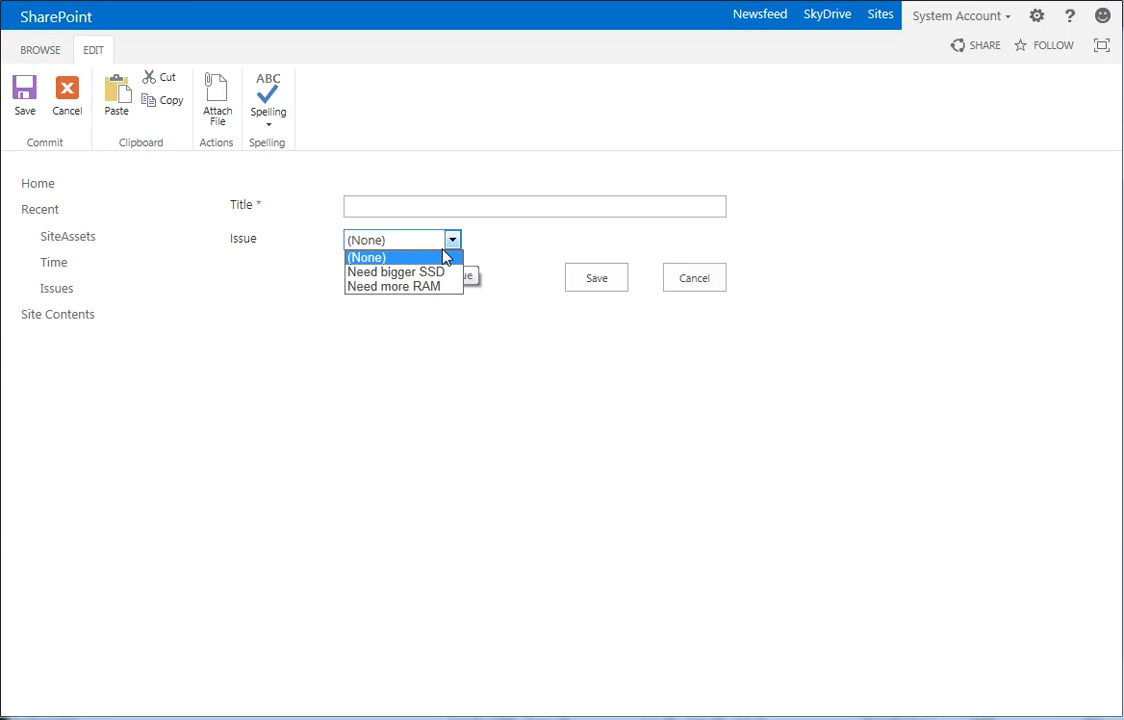 SharePoint
Newsfeed SkyDrive Sites System Account ?
BROWSE EDIT SHARE FOLLOW
Save Cancel Paste Cut Copy Attach File ABC Spelling
Commit Clipboard Actions Spelling
Home
Recent
SiteAssets
Time
Issues
Site Contents
Title *
Issue (None)
(None)
Need bigger SSD
Need more RAM
Save Cancel